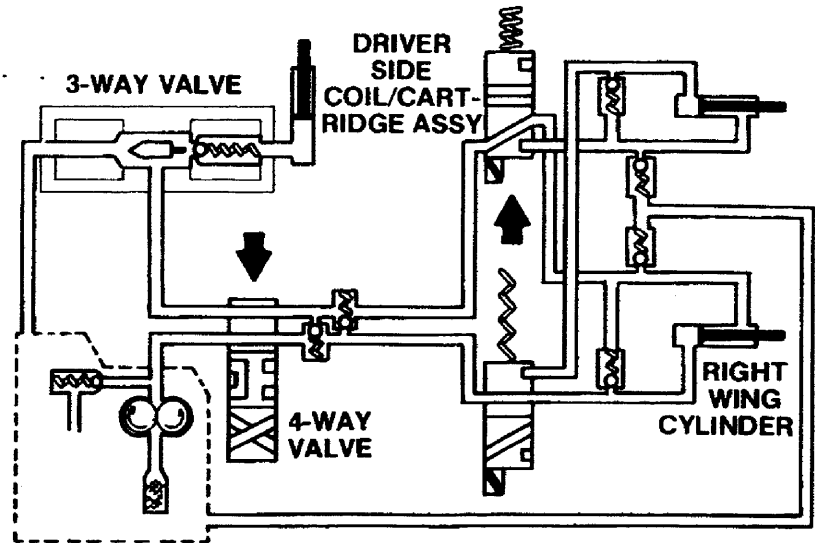 3-WAY VALVE
DRIVER
SIDE
COIL/CART-
RIDGE ASSY
4-WAY
VALVE
RIGHT
WING
CYLINDER